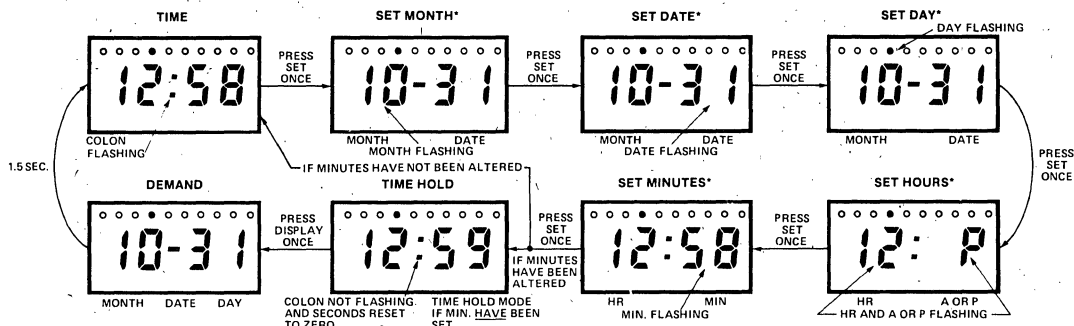 TIME
12:58
COLON
FLASHING
PRESS
SET
ONCE
SET MONTH*
10-31
MONTH DATE
MONTH FLASHING
PRESS
SET
ONCE
SET DATE*
10-31
MONTH DATE
DATE FLASHING
PRESS
SET
ONCE
SET DAY*
DAY FLASHING
10-31
MONTH DATE
PRESS
SET
ONCE
SET HOURS*
12: P
HR A OR P
HR AND A OR P FLASHING
PRESS
SET
ONCE
SET MINUTES*
12:58
HR MIN
MIN. FLASHING
PRESS
SET
ONCE
IF MINUTES
HAVE BEEN
ALTERED
IF MINUTES HAVE NOT BEEN ALTERED
TIME HOLD
12:59
COLON NOT FLASHING
AND SECONDS RESET
TO ZERO
TIME HOLD MODE
IF MIN. HAVE BEEN
SET
PRESS
DISPLAY
ONCE
DEMAND
10-31
MONTH DATE DAY
1.5 SEC.